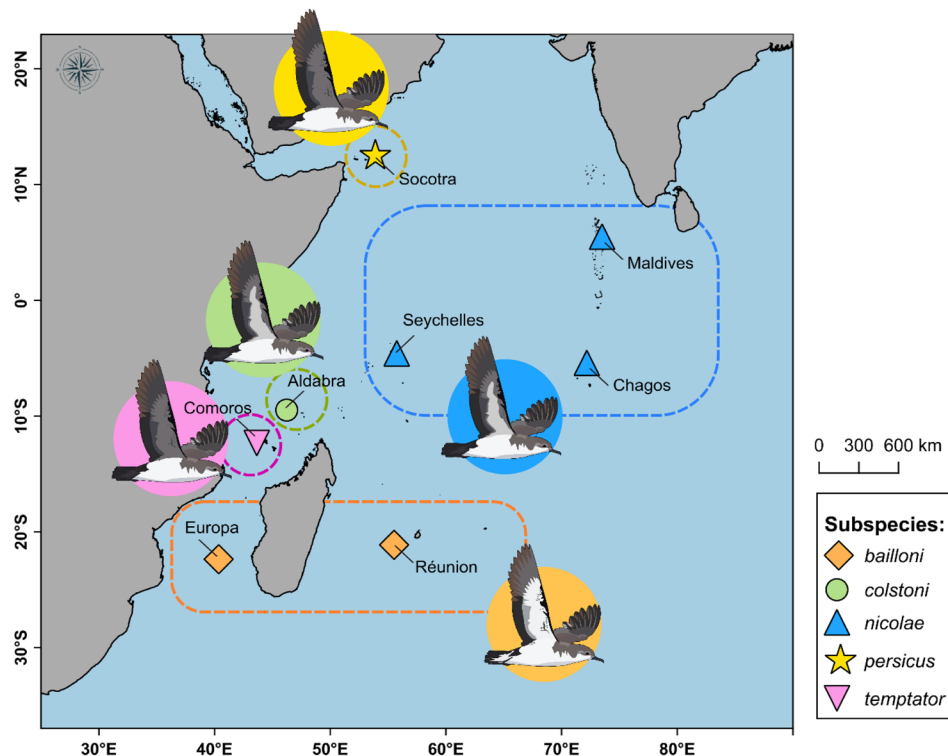 20°N
10°N
0°
10°S
20°S
30°S
Socotra
Maldives
Seychelles
Chagos
Aldabra
Comoros
Europa
Réunion
30°E
40°E
50°E
60°E
70°E
80°E
0 300 600 km
Subspecies:
bailloni
colstoni
nicolae
persicus
temptator